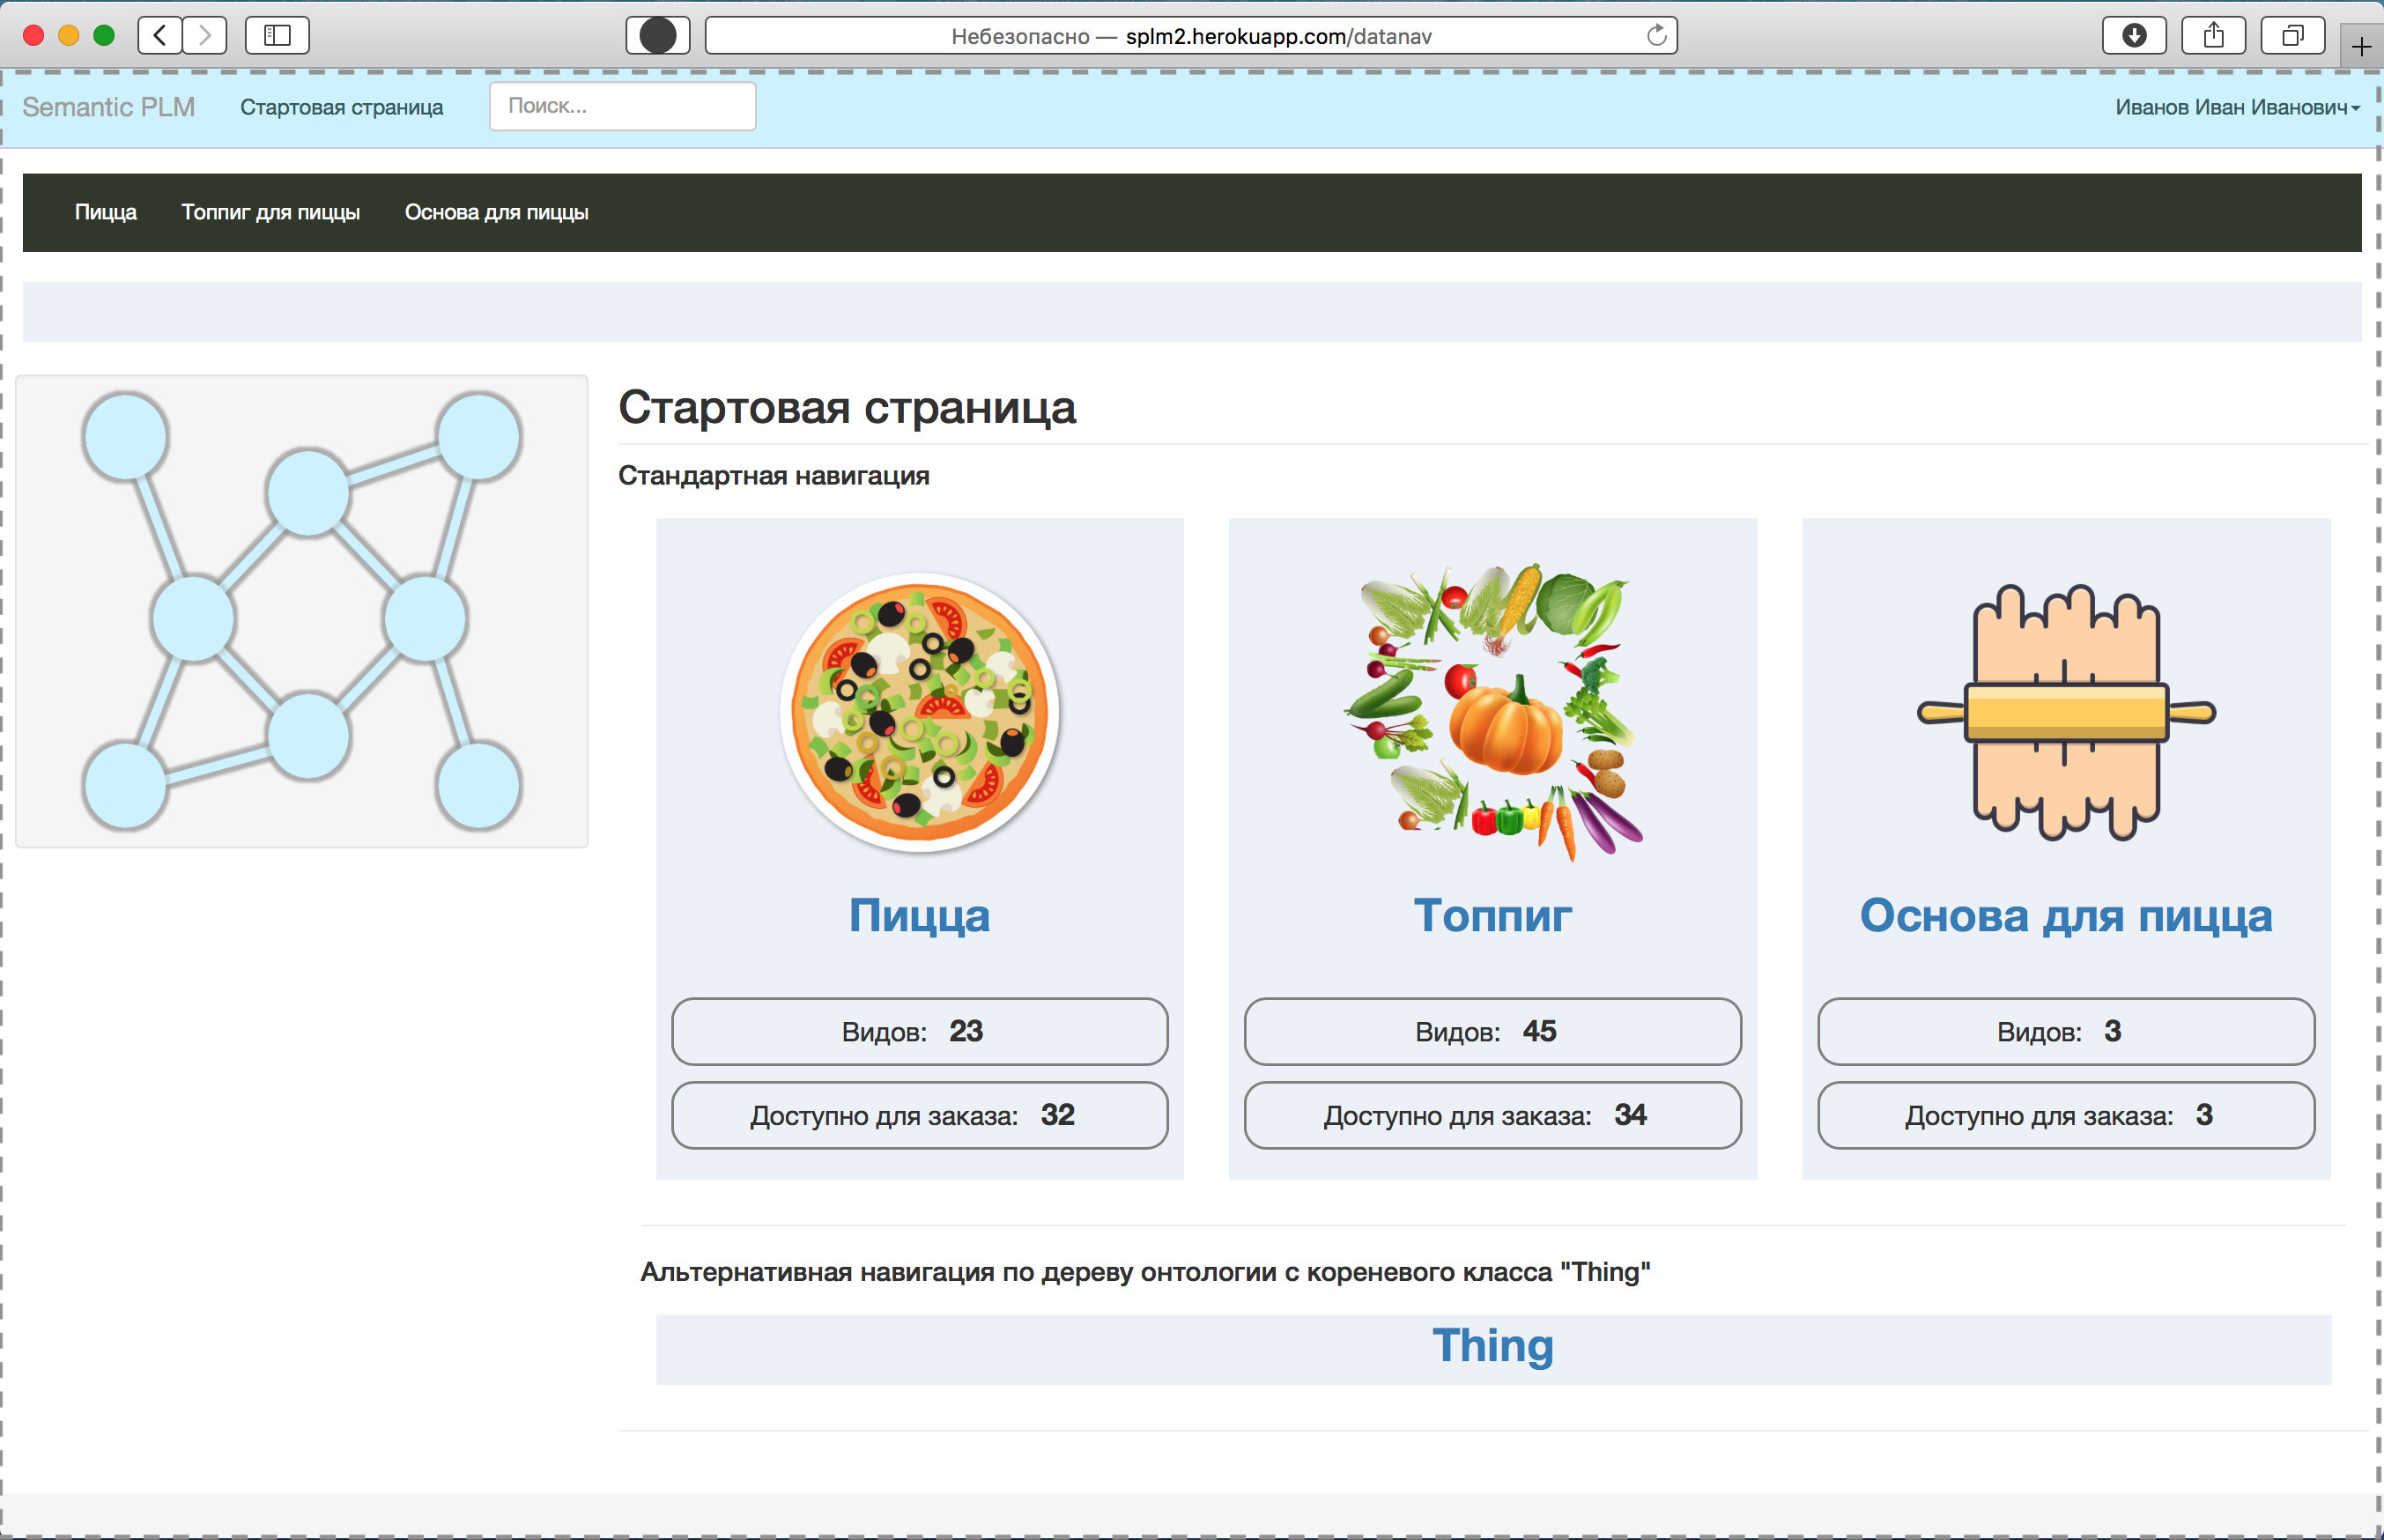 Небезопасно — splm2.herokuapp.com/datanav
Semantic PLM Стартовая страница Поиск... Иванов Иван Иванович
Пицца Топпиг для пиццы Основа для пиццы
Стартовая страница
Стандартная навигация
Пицца
Видов: 23
Доступно для заказа: 32
Топпиг
Видов: 45
Доступно для заказа: 34
Основа для пицца
Видов: 3
Доступно для заказа: 3
Альтернативная навигация по дереву онтологии с кореневого класса "Thing"
Thing